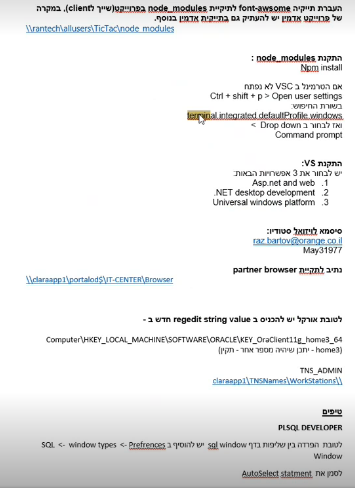 העברת תייקיה font-awsome לתיקיית node_modules בפרוייקט(שייך לclient), במקרה
של פרוייקט אדמין יש להעתיק גם בתייקית אדמין בנוסף.
\\rantech\allusers\TicTac\node_modules
התקנת node_modules :
Npm install
אם הטרמינל ב VSC לא נפתח
Ctrl + shift + p > Open user settings
בשורת החיפוש:
terminal.integrated.defaultProfile.windows
ואז לבחור ב Drop down >
Command prompt
התקנת VS:
יש לבחור את 3 אפשרויות הבאות:
1. Asp.net and web
2. .NET desktop development
3. Universal windows platform
סיסמא לויזואל סטודיו:
raz.bartov@orange.co.il
May31977
נתיב לתקיית partner browser
\\claraapp1\portalod$\IT-CENTER\Browser
לטובת אורקל יש להכניס ב regedit string value חדש ב -
Computer\HKEY_LOCAL_MACHINE\SOFTWARE\ORACLE\KEY_OraClient11g_home3_64
(home3 - יתכן שיהיה מספר אחר - תקין)
TNS_ADMIN
claraapp1\TNSNames\WorkStations\\
טיפים
PLSQL DEVELOPER
לטובת הפרדה בין שליפות בדף sql window יש להוסיף ב Prefrences <- window types <- SQL
Window
לסמן את AutoSelect statment